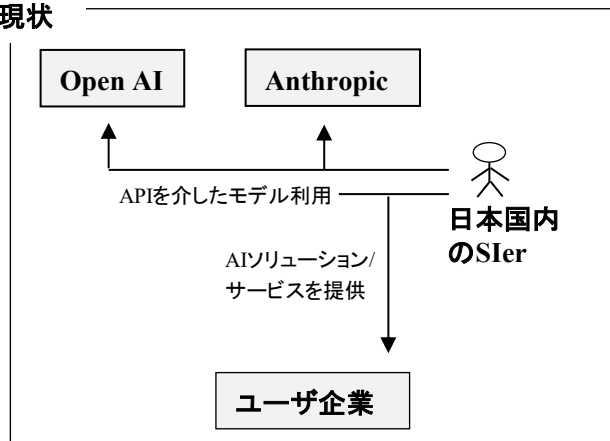 現状
Open AI
Anthropic
APIを介したモデル利用
日本国内
のSIer
AIソリューション/
サービスを提供
ユーザ企業